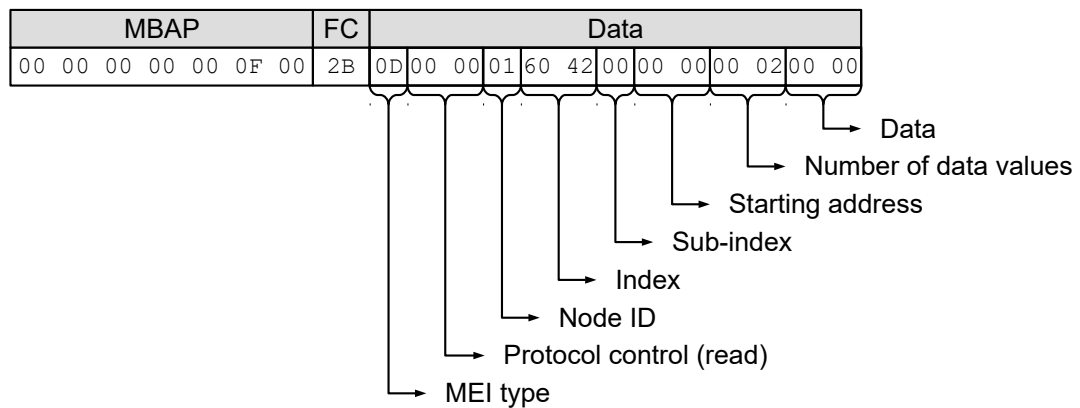 MBAP FC Data
00 00 00 00 00 0F 00 2B 0D 00 00 01 60 42 00 00 00 00 02 00 00
Data
Number of data values
Starting address
Sub-index
Index
Node ID
Protocol control (read)
MEI type